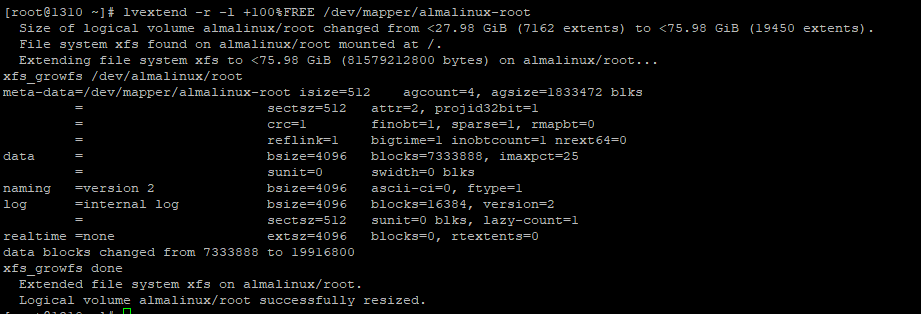 [root@1310 ~]# lvextend -r -l +100%FREE /dev/mapper/almalinux-root
  Size of logical volume almalinux/root changed from <27.98 GiB (7162 extents) to <75.98 GiB (19450 extents).
  File system xfs found on almalinux/root mounted at /.
  Extending file system xfs to <75.98 GiB (81579212800 bytes) on almalinux/root...
xfs_growfs /dev/almalinux/root
meta-data=/dev/mapper/almalinux-root isize=512    agcount=4, agsize=1833472 blks
         =                       sectsz=512   attr=2, projid32bit=1
         =                       crc=1        finobt=1, sparse=1, rmapbt=0
         =                       reflink=1    bigtime=1 inobtcount=1 nrext64=0
data     =                       bsize=4096   blocks=7333888, imaxpct=25
         =                       sunit=0      swidth=0 blks
naming   =version 2              bsize=4096   ascii-ci=0, ftype=1
log      =internal log           bsize=4096   blocks=16384, version=2
         =                       sectsz=512   sunit=0 blks, lazy-count=1
realtime =none                   extsz=4096   blocks=0, rtextents=0
data blocks changed from 7333888 to 19916800
xfs_growfs done
  Extended file system xfs on almalinux/root.
  Logical volume almalinux/root successfully resized.
[root@1310 ~]#